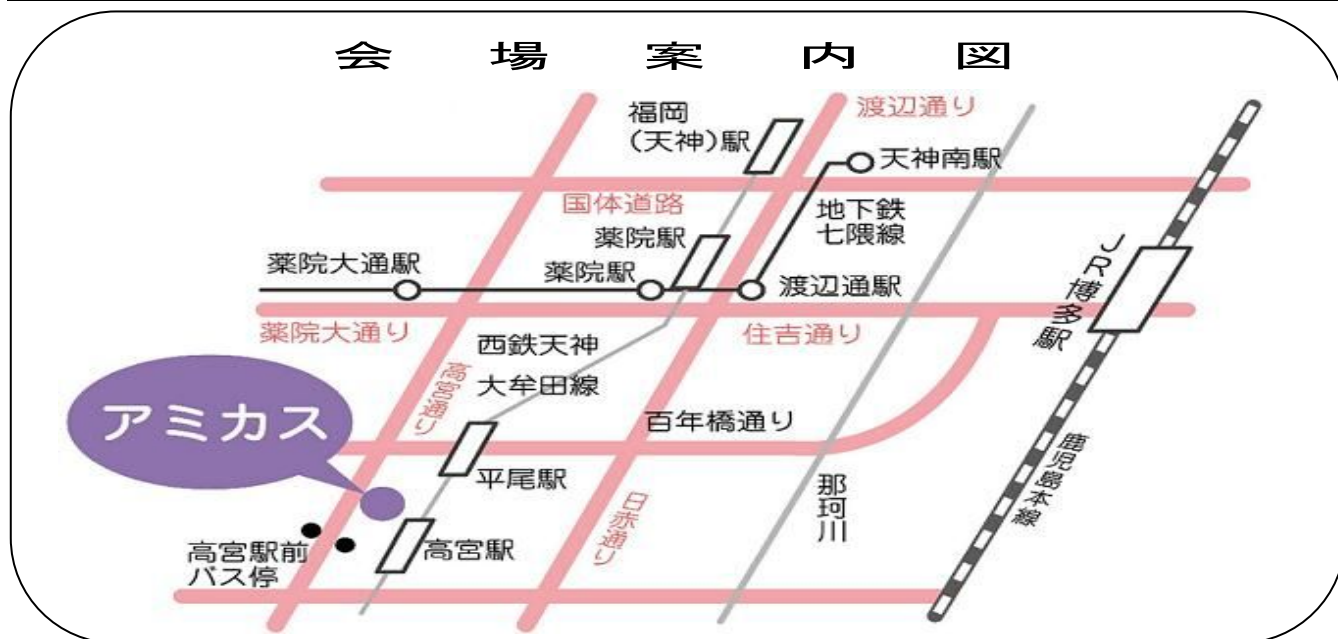 会場案内図
福岡
(天神)駅
渡辺通り
天神南駅
国体道路
地下鉄
七隈線
薬院駅
薬院大通駅
薬院駅
渡辺通駅
JR博多駅
薬院大通り
住吉通り
西鉄天神
大牟田線
高宮通り
アミカス
百年橋通り
平尾駅
鹿児島本線
那珂川
日赤通り
高宮駅前
バス停
高宮駅